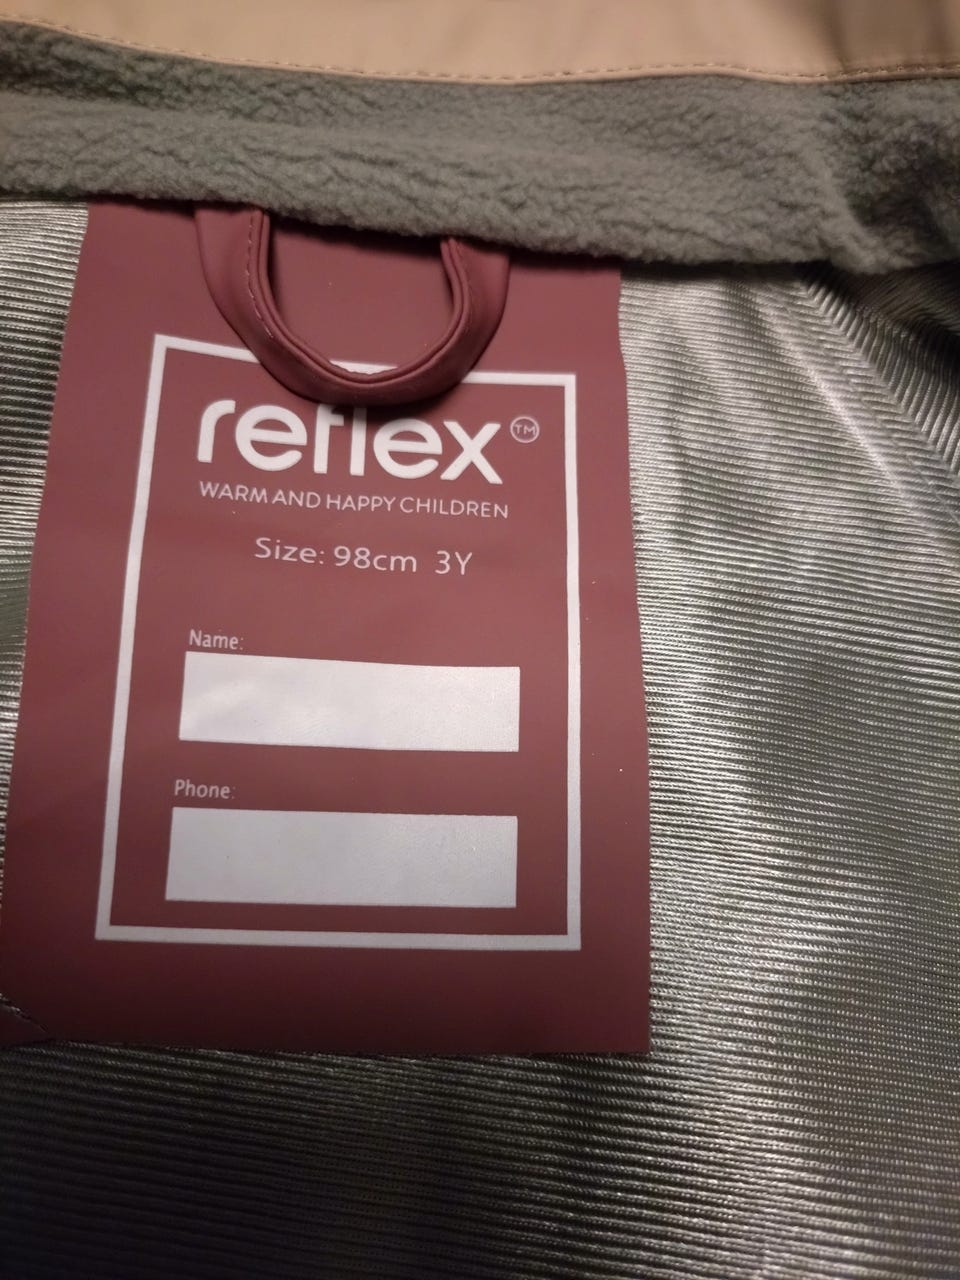 reflex™
WARM AND HAPPY CHILDREN
Size: 98cm 3Y
Name:
Phone: